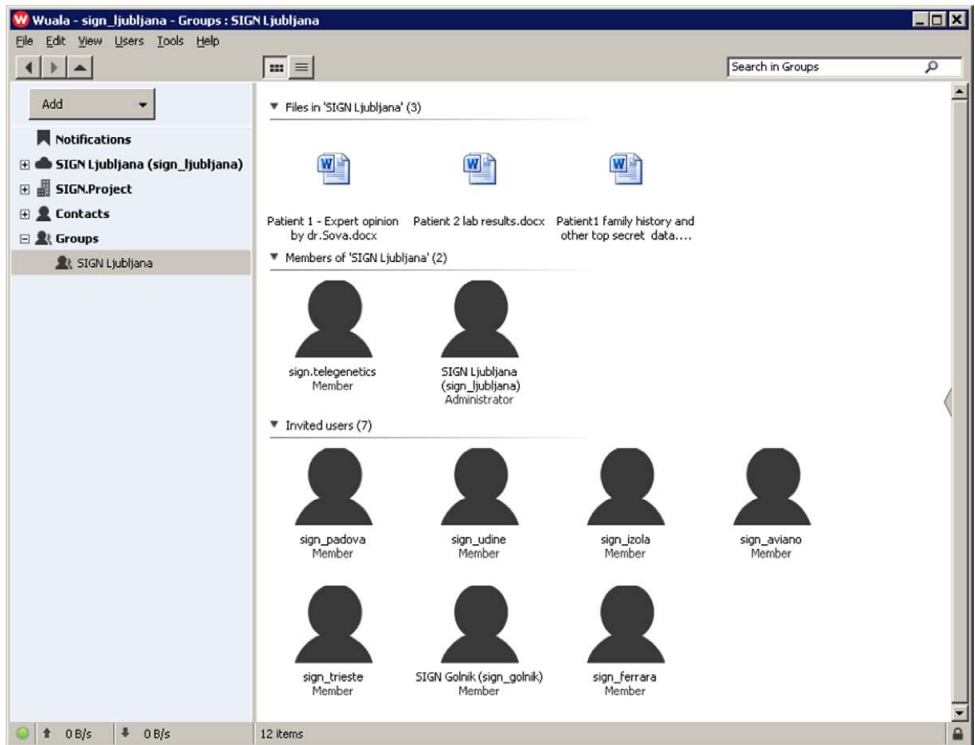 Wuala - sign_ljubljana - Groups : SIGN Ljubljana
File Edit View Users Tools Help
Search in Groups
Add
Notifications
SIGN Ljubljana (sign_ljubljana)
SIGN.Project
Contacts
Groups
SIGN Ljubljana
Files in 'SIGN Ljubljana' (3)
Patient 1 - Expert opinion
by dr.Sova.docx
Patient 2 lab results.docx
Patient1 family history and
other top secret data....
Members of 'SIGN Ljubljana' (2)
sign.telegenetics
Member
SIGN Ljubljana
(sign_ljubljana)
Administrator
Invited users (7)
sign_padova
Member
sign_udine
Member
sign_izola
Member
sign_aviano
Member
sign_trieste
Member
SIGN Golnik (sign_golnik)
Member
sign_ferrara
Member
0 B/s 0 B/s 12 items